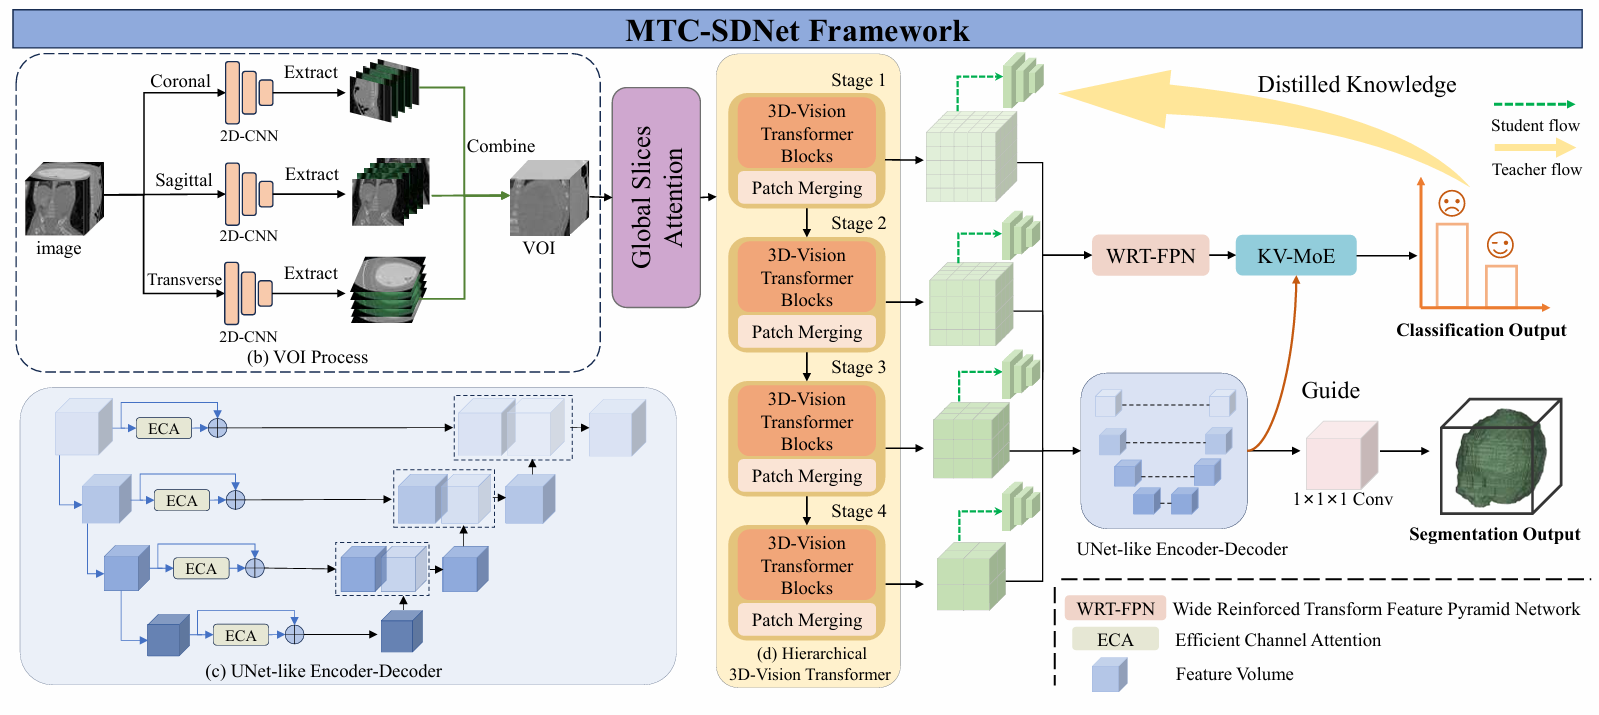 MTC-SDNet Framework
Coronal
Extract
2D-CNN
Sagittal
Extract
2D-CNN
Transverse
Extract
2D-CNN
image
Combine
VOI
(b) VOI Process
Global Slices
Attention
Stage 1
3D-Vision
Transformer
Blocks
Patch Merging
Stage 2
3D-Vision
Transformer
Blocks
Patch Merging
Stage 3
3D-Vision
Transformer
Blocks
Patch Merging
Stage 4
3D-Vision
Transformer
Blocks
Patch Merging
(d) Hierarchical
3D-Vision Transformer
Distilled Knowledge
Student flow
Teacher flow
WRT-FPN
KV-MoE
Classification Output
Guide
1×1×1 Conv
UNet-like Encoder-Decoder
Segmentation Output
ECA
ECA
ECA
ECA
(c) UNet-like Encoder-Decoder
WRT-FPN Wide Reinforced Transform Feature Pyramid Network
ECA Efficient Channel Attention
Feature Volume